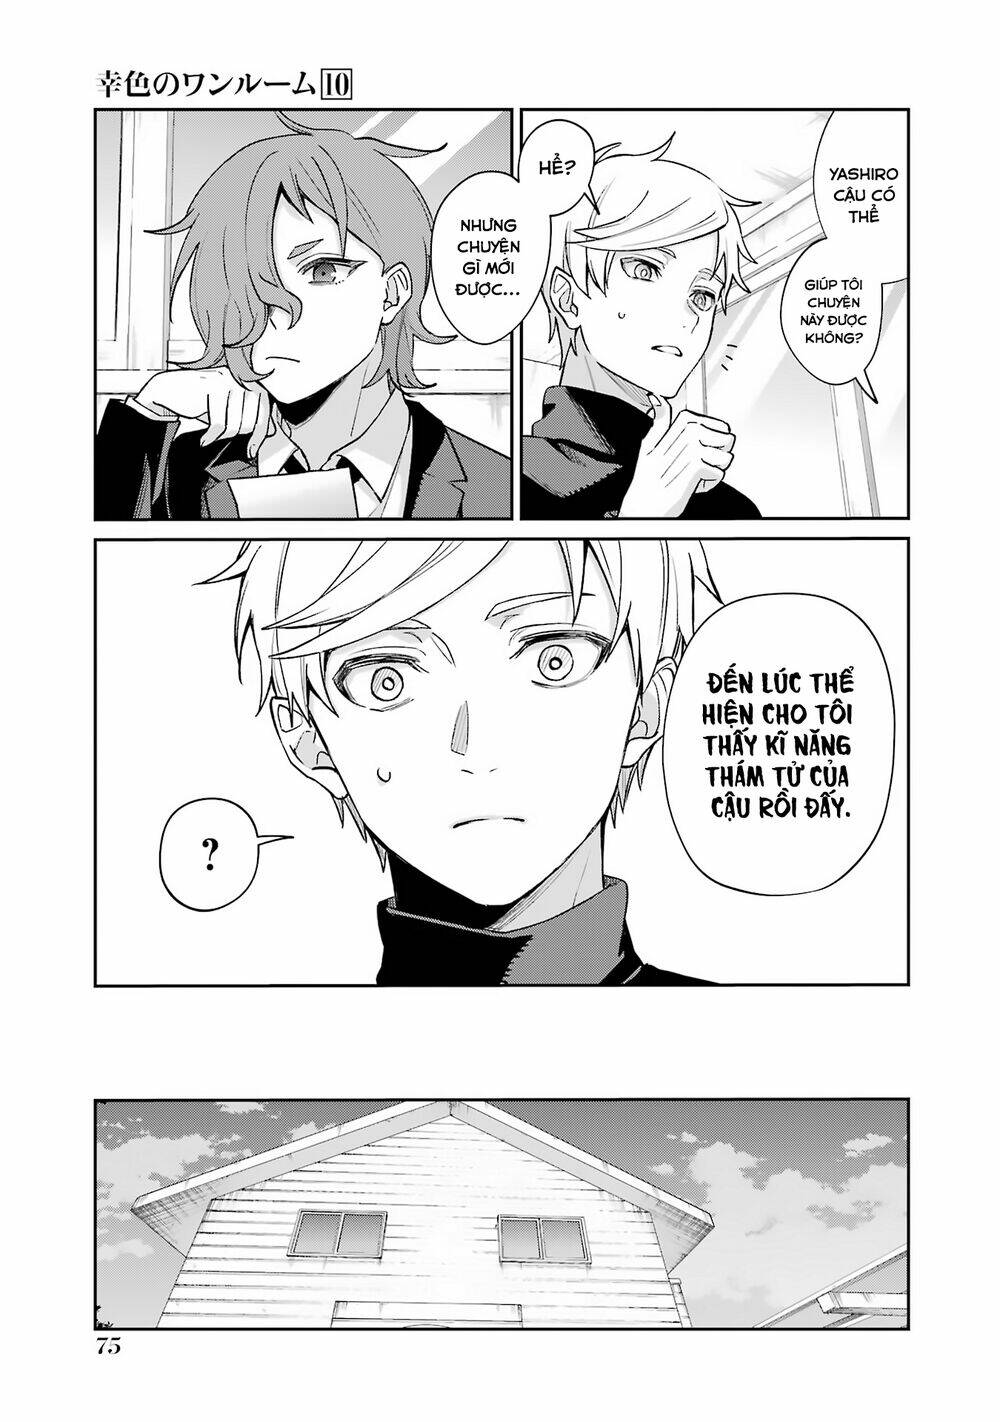 幸色のワンルーム10
YASHIRO
CẬU CÓ
THỂ
GIÚP TÔI
CHUYỆN
NÀY ĐƯỢC
KHÔNG?
HỂ?
NHƯNG
CHUYỆN
GÌ MỚI
ĐƯỢC...
ĐẾN LÚC THỂ
HIỆN CHO TÔI
THẤY KĨ NĂNG
THÁM TỬ CỦA
CẬU RỒI ĐẤY.
?
75